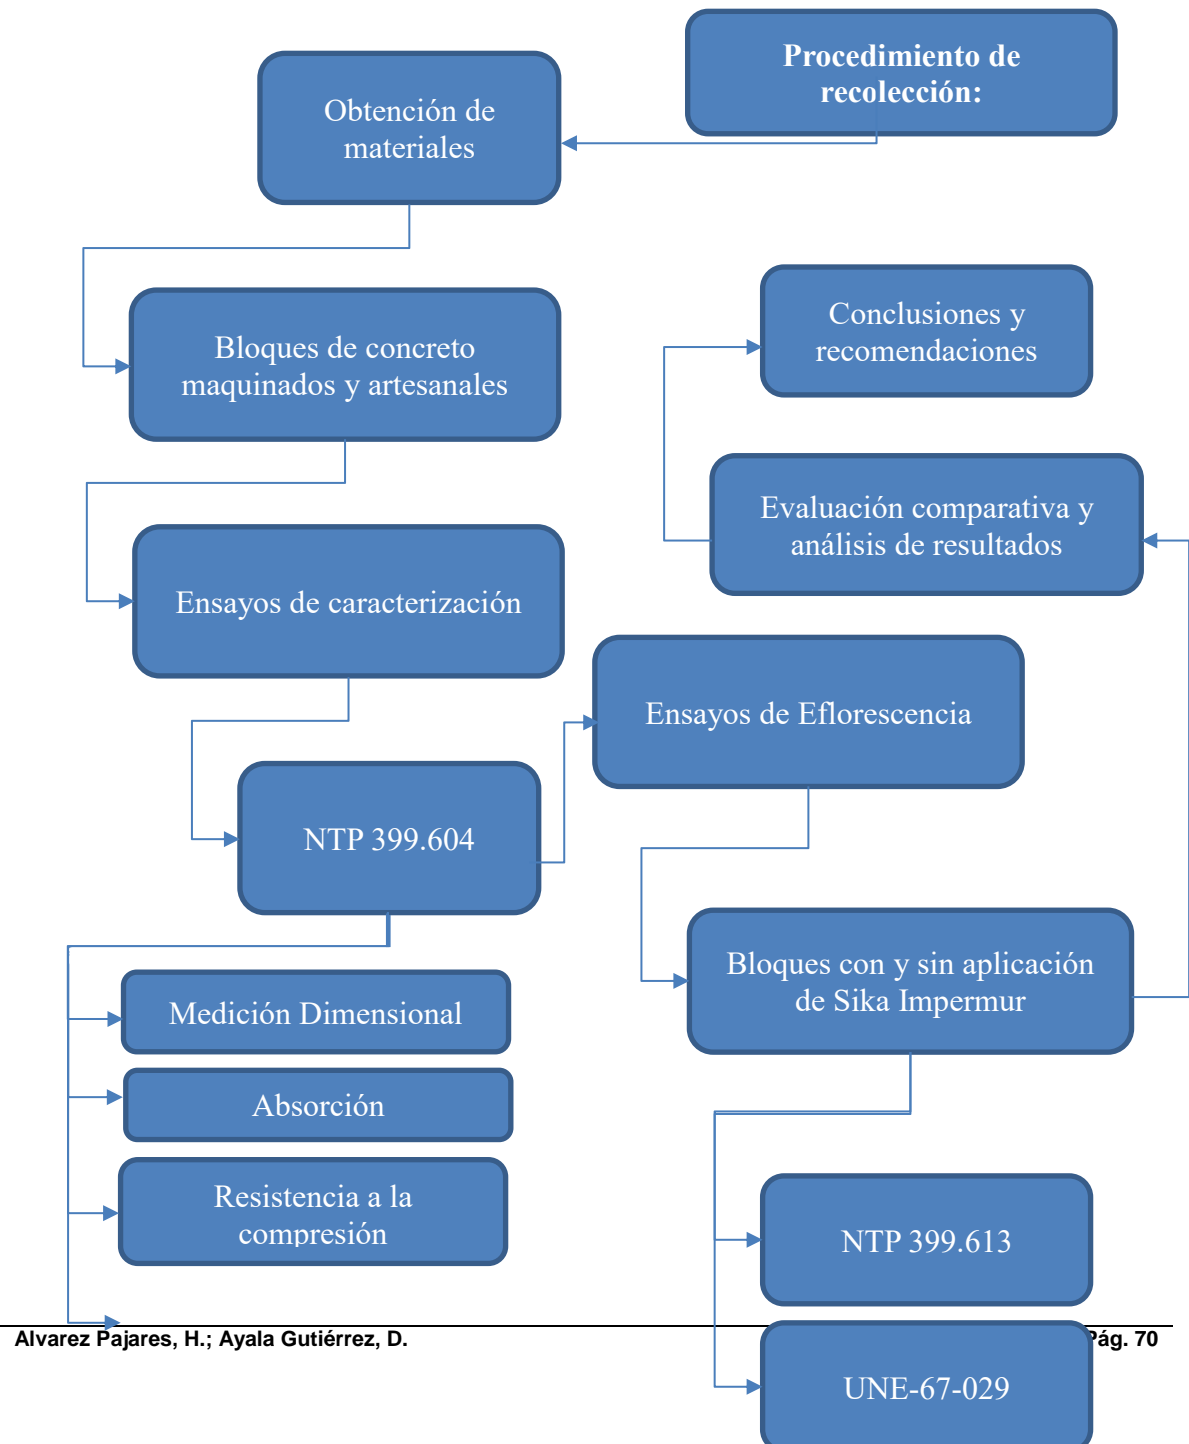 Procedimiento de
recolección:
Obtención de
materiales
Bloques de concreto
maquinados y artesanales
Ensayos de caracterización
NTP 399.604
Medición Dimensional
Absorción
Resistencia a la
compresión
Ensayos de Eflorescencia
Bloques con y sin aplicación
de Sika Impermur
NTP 399.613
UNE-67-029
Evaluación comparativa y
análisis de resultados
Conclusiones y
recomendaciones
Alvarez Pajares, H.; Ayala Gutiérrez, D.
Pág. 70